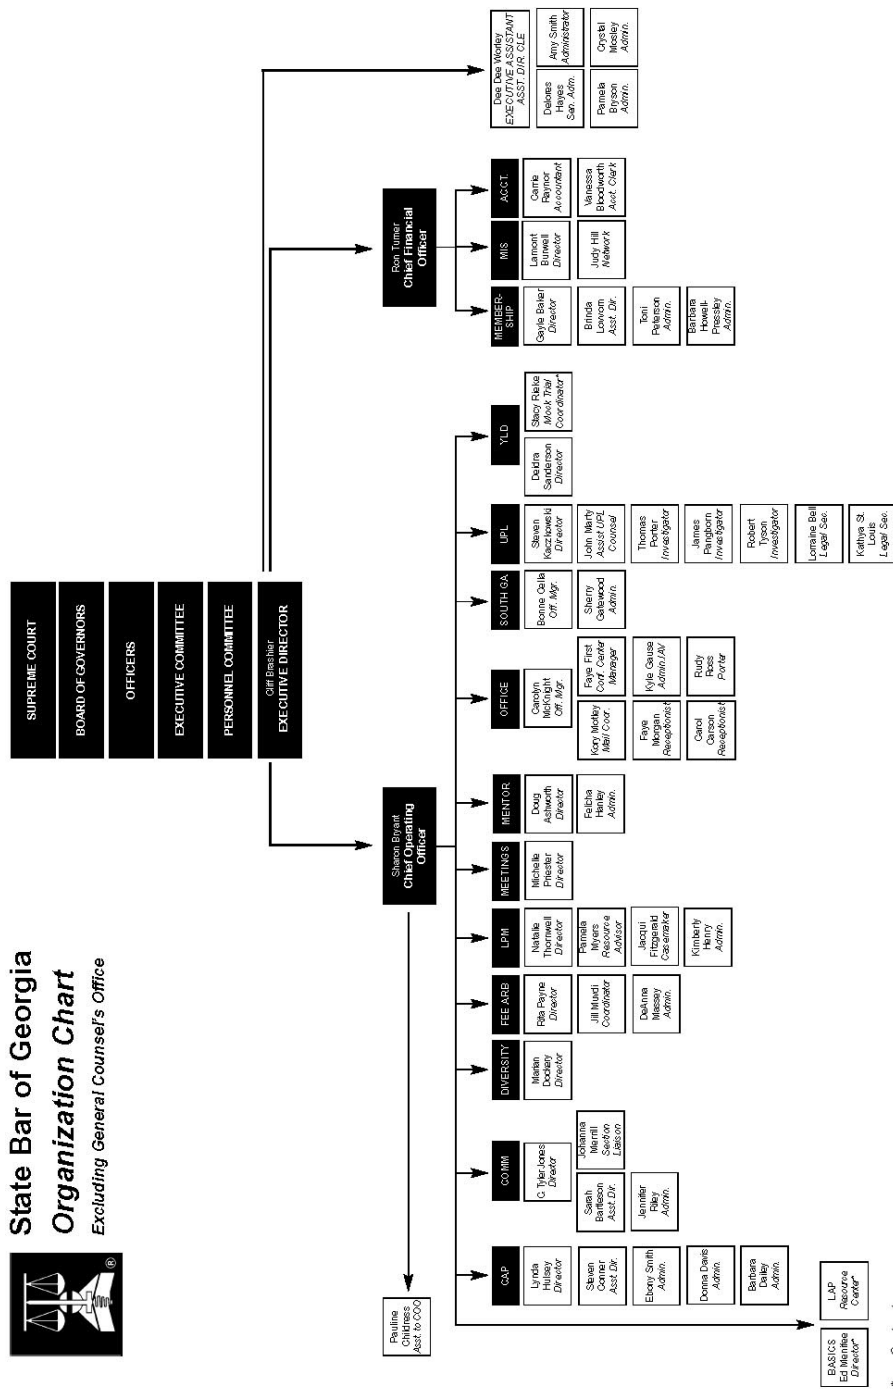 State Bar of Georgia
Organization Chart
Excluding General Counsel's Office
®
SUPREME COURT
BOARD OF GOVERNORS
OFFICERS
EXECUTIVE COMMITTEE
PERSONNEL COMMITTEE
Cliff Brashier
EXECUTIVE DIRECTOR
Pauline
Childress
Asst. to COO
Sharon Bryant
Chief Operating
Officer
Ron Turner
Chief Financial
Officer
Dee Dee Worley
EXECUTIVE ASSISTANT
ASST. DIR. CLE
Delores
Hayes
Sen. Adm.
Amy Smith
Administrator
Pamela
Bryson
Admin.
Crystal
Mosley
Admin.
CAP
Lynda
Hulsey
Director
Steven
Conner
Asst. Dir.
Ebony Smith
Admin.
Donna Davis
Admin.
Barbara
Dailey
Admin.
COMM
C. Tyler Jones
Director
Sarah
Bartleson
Asst. Dir.
Johanna
Merrill
Section
Liaison
Jennifer
Riley
Admin.
DIVERSITY
Marian
Dockery
Director
FEE ARB
Rita Payne
Director
Jill Muvdi
Coordinator
DeAnna
Massey
Admin.
LPM
Natalie
Thornwell
Director
Pamela
Myers
Resource
Advisor
Jacqui
Fitzgerald
Casemaker
Kimberly
Henry
Admin.
MEETINGS
Michelle
Priester
Director
MENTOR
Doug
Ashworth
Director
Felicha
Hanley
Admin.
OFFICE
Carolyn
McKnight
Off. Mgr.
Kory Motley
Mail Coor.
Faye First
Conf. Center
Manager
Faye
Morgan
Receptionist
Kyle Gause
Admin./AV
Carol
Carson
Receptionist
Rudy
Ross
Porter
SOUTH GA
Bonne Cella
Off. Mgr.
Sherry
Gatewood
Admin.
UPL
Steven
Kaczkowski
Director
John Marty
Assist UPL
Counsel
Thomas
Porter
Investigator
James
Pangborn
Investigator
Robert
Tyson
Investigator
Lorraine Bell
Legal Sec.
Kathya St.
Louis
Legal Sec.
YLD
Deidra
Sanderson
Director
Stacy Rieke
Mock Trial
Coordinator*
MEMBER-
SHIP
Gayle Baker
Director
Brinda
Lovvorn
Asst. Dir.
Toni
Peterson
Admin.
Barbara
Howell-
Pressley
Admin.
MIS
Lamont
Burwell
Director
Judy Hill
Network
ACCT.
Carrie
Raynor
Accountant
Vanessa
Bloodworth
Acct. Clerk
BASICS
Ed Menifee
Director*
LAP
Resource
Center*